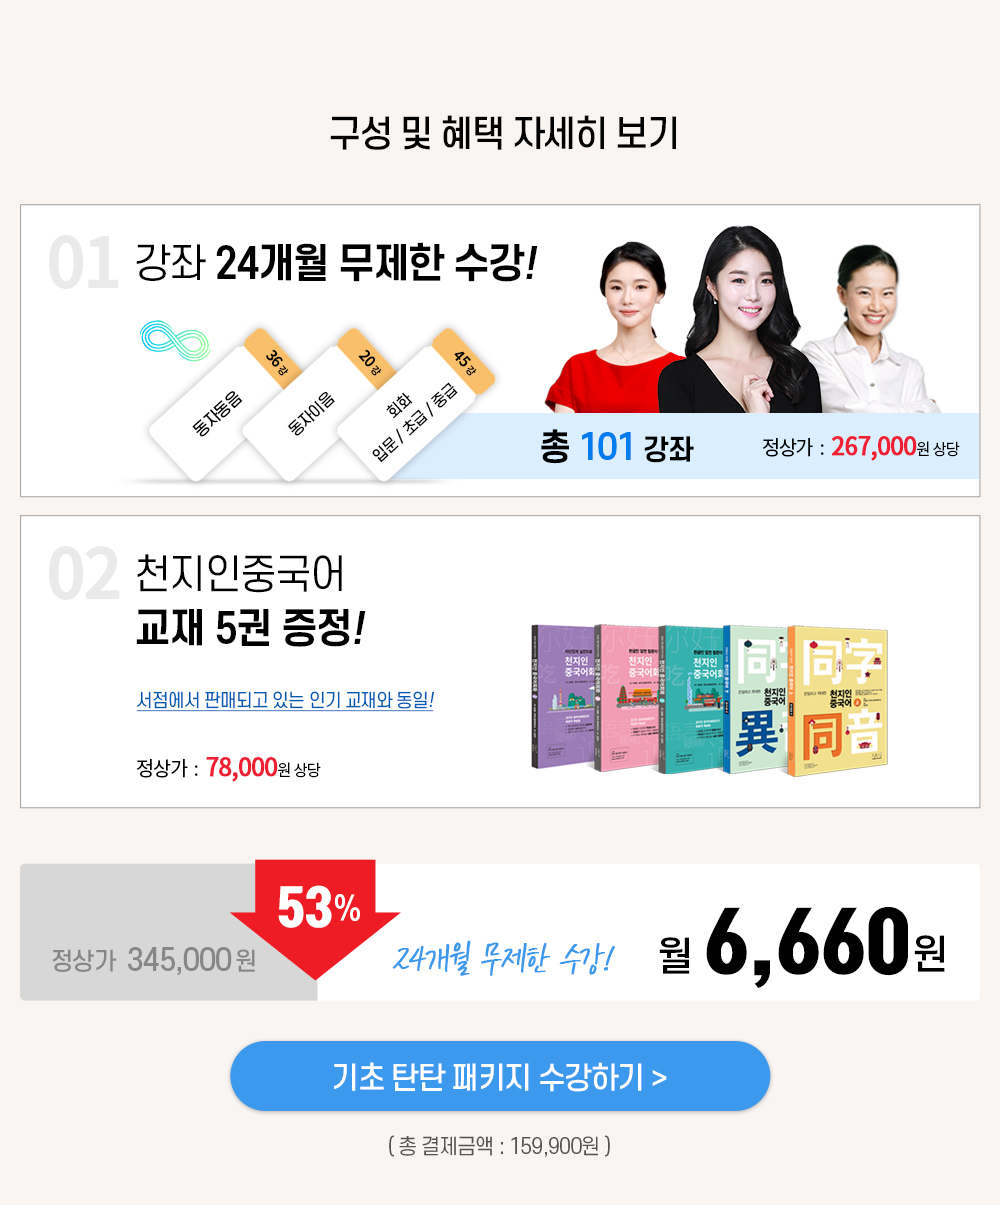 구성 및 혜택 자세히 보기
01 강좌 24개월 무제한 수강!
36강
동자동음
20강
동자이음
45강
회화
입문 / 초급 / 중급
총 101 강좌
정상가 : 267,000원 상당
02 천지인중국어
교재 5권 증정!
서점에서 판매되고 있는 인기 교재와 동일!
정상가 : 78,000원 상당
천지인
중국어회
천지인
중국어회
천지인
중국어회
同
異
천지인
중국어
同字
同音
천지인
중국어
53%
정상가 345,000원
24개월 무제한 수강!
월 6,660원
기초 탄탄 패키지 수강하기 >
( 총 결제금액 : 159,900원 )